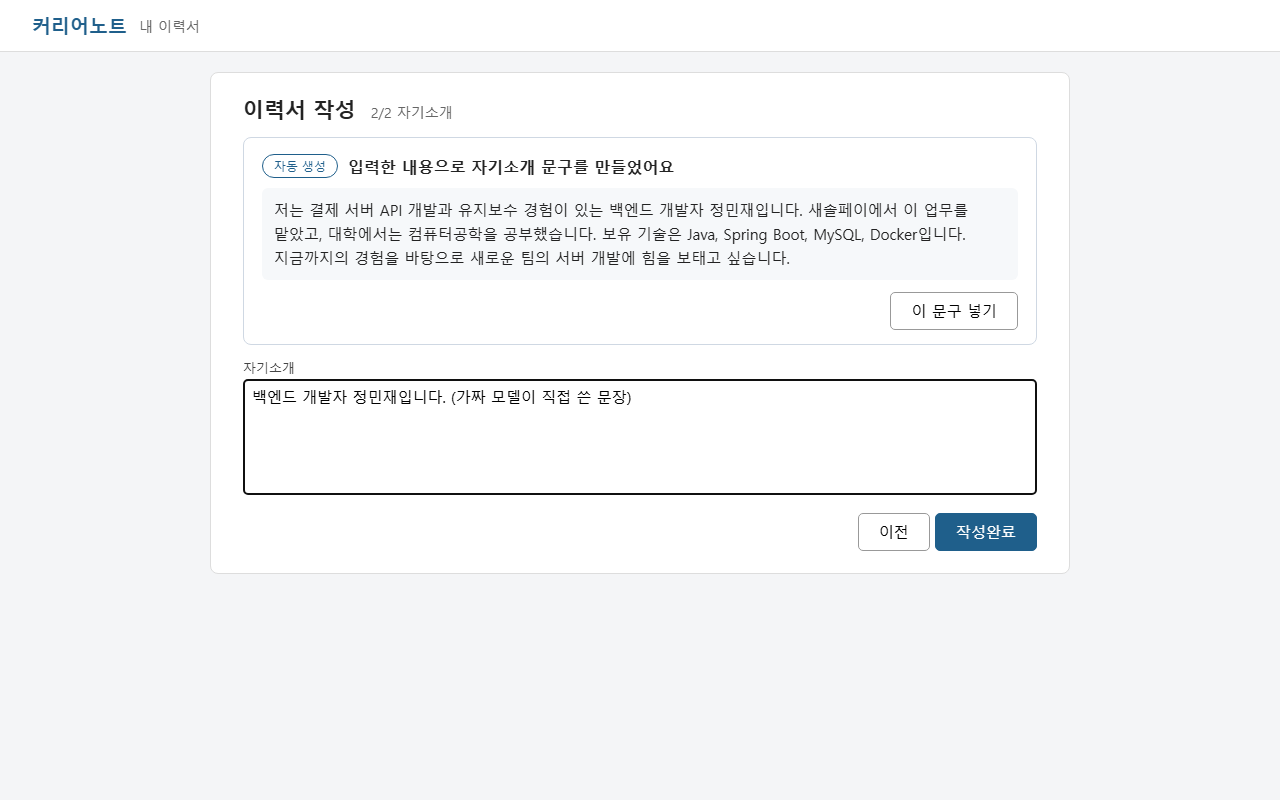 커리어노트 내 이력서
이력서 작성 2/2 자기소개
자동 생성 입력한 내용으로 자기소개 문구를 만들었어요
저는 결제 서버 API 개발과 유지보수 경험이 있는 백엔드 개발자 정민재입니다. 새솔페이에서 이 업무를
맡았고, 대학에서는 컴퓨터공학을 공부했습니다. 보유 기술은 Java, Spring Boot, MySQL, Docker입니다.
지금까지의 경험을 바탕으로 새로운 팀의 서버 개발에 힘을 보태고 싶습니다.
이 문구 넣기
자기소개
백엔드 개발자 정민재입니다. (가짜 모델이 직접 쓴 문장)
이전 작성완료